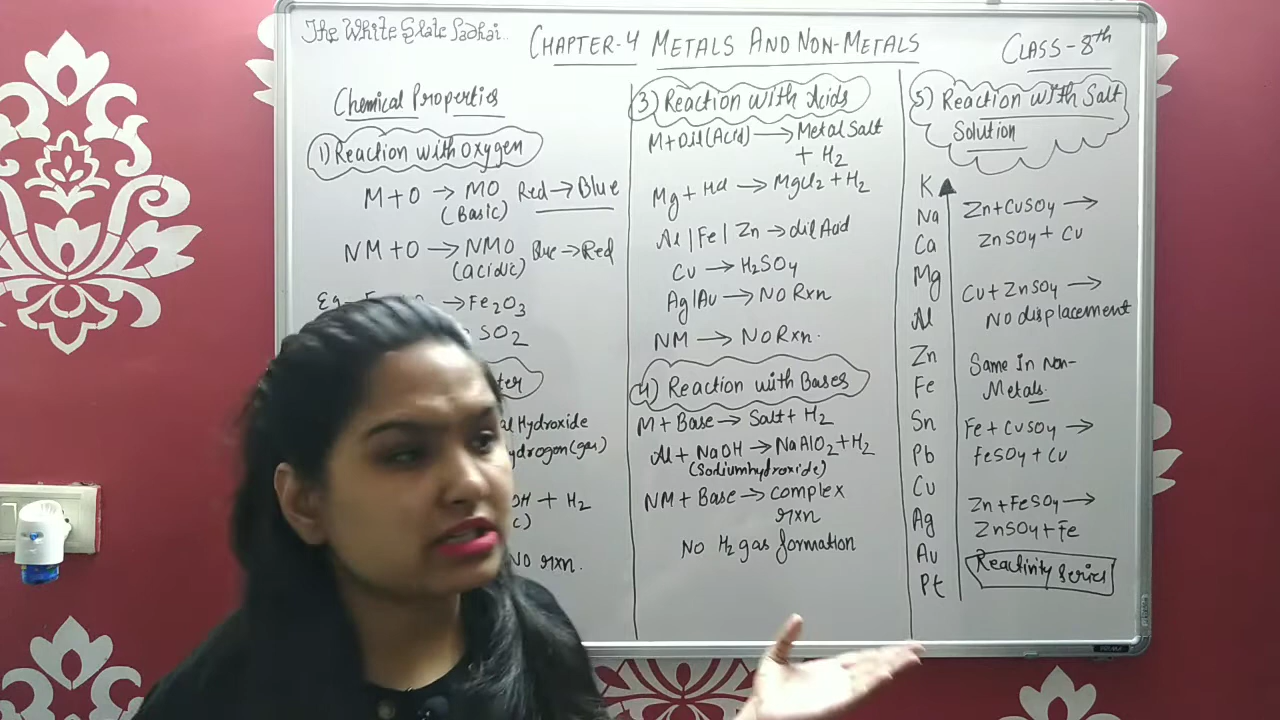 The White Slate Padhai..
CHAPTER-4 METALS AND NON-METALS
CLASS-8th
Chemical Properties
1) Reaction with Oxygen
M + O → MO Red → Blue
(Basic)
NM + O → NMO Blue → Red
(acidic)
Eg → Fe2O3
SO2
Hydroxide
(gas)
OH + H2
No rxn.
3) Reaction with Acids
M + Dil(Acid) → Metal Salt
+ H2
Mg + Hcl → MgCl2 + H2
Al | Fe | Zn → dil Acid
Cu → H2SO4
Ag|Au → NO Rxn
NM → NO Rxn.
4) Reaction with Bases
M + Base → Salt + H2
Al + NaOH → NaAlO2 + H2
(Sodiumhydroxide)
NM + Base → complex
rxn
No H2 gas formation
5) Reaction with Salt
Solution
K
Na
Ca
Mg
Al
Zn
Fe
Sn
Pb
Cu
Ag
Au
Pt
Zn + CuSO4 →
ZnSO4 + Cu
Cu + ZnSO4 →
No displacement
Same In Non-
Metals.
Fe + CuSO4 →
FeSO4 + Cu
Zn + FeSO4 →
ZnSO4 + Fe
Reactivity Series